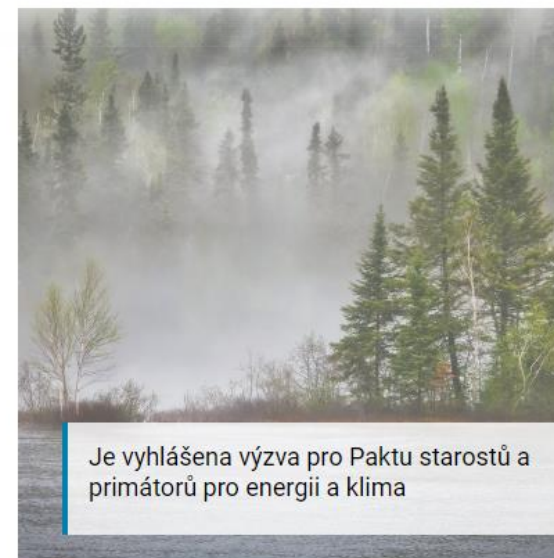 Je vyhlášena výzva pro Paktu starostů a
primátorů pro energii a klima